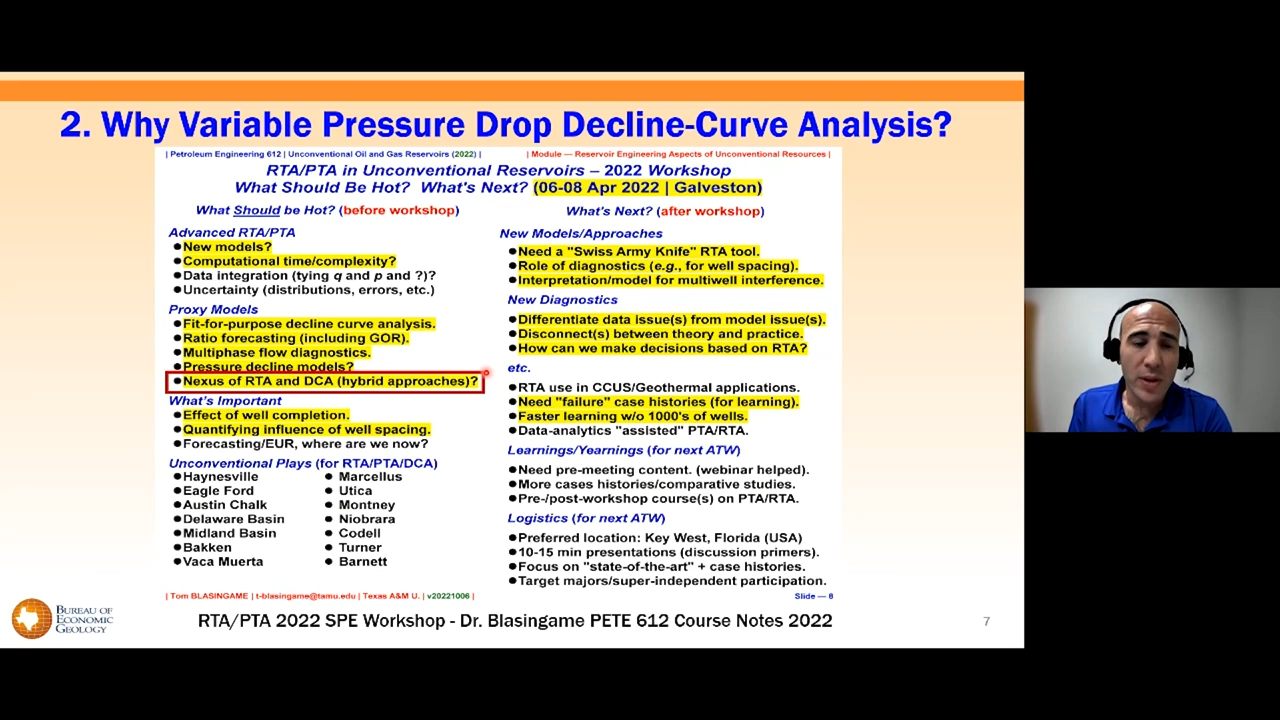 2. Why Variable Pressure Drop Decline-Curve Analysis?
| Petroleum Engineering 612 | Unconventional Oil and Gas Reservoirs (2022) |
| Module — Reservoir Engineering Aspects of Unconventional Resources |
RTA/PTA in Unconventional Reservoirs – 2022 Workshop
What Should Be Hot? What's Next? (06-08 Apr 2022 | Galveston)
What Should be Hot? (before workshop)
Advanced RTA/PTA
●New models?
●Computational time/complexity?
●Data integration (tying q and p and ?)?
●Uncertainty (distributions, errors, etc.)
Proxy Models
●Fit-for-purpose decline curve analysis.
●Ratio forecasting (including GOR).
●Multiphase flow diagnostics.
●Pressure decline models?
●Nexus of RTA and DCA (hybrid approaches)?
What's Important
●Effect of well completion.
●Quantifying influence of well spacing.
●Forecasting/EUR, where are we now?
Unconventional Plays (for RTA/PTA/DCA)
●Haynesville
●Eagle Ford
●Austin Chalk
●Delaware Basin
●Midland Basin
●Bakken
●Vaca Muerta
● Marcellus
● Utica
● Montney
● Niobrara
● Codell
● Turner
● Barnett
What's Next? (after workshop)
New Models/Approaches
●Need a "Swiss Army Knife" RTA tool.
●Role of diagnostics (e.g., for well spacing).
●Interpretation/model for multiwell interference.
New Diagnostics
●Differentiate data issue(s) from model issue(s).
●Disconnect(s) between theory and practice.
●How can we make decisions based on RTA?
etc.
●RTA use in CCUS/Geothermal applications.
●Need "failure" case histories (for learning).
●Faster learning w/o 1000's of wells.
●Data-analytics "assisted" PTA/RTA.
Learnings/Yearnings (for next ATW)
●Need pre-meeting content. (webinar helped).
●More cases histories/comparative studies.
●Pre-/post-workshop course(s) on PTA/RTA.
Logistics (for next ATW)
●Preferred location: Key West, Florida (USA)
●10-15 min presentations (discussion primers).
●Focus on "state-of-the-art" + case histories.
●Target majors/super-independent participation.
| Tom BLASINGAME | t-blasingame@tamu.edu | Texas A&M U. | v20221006 |
Slide — 8
BUREAU OF
ECONOMIC
GEOLOGY
RTA/PTA 2022 SPE Workshop - Dr. Blasingame PETE 612 Course Notes 2022
7